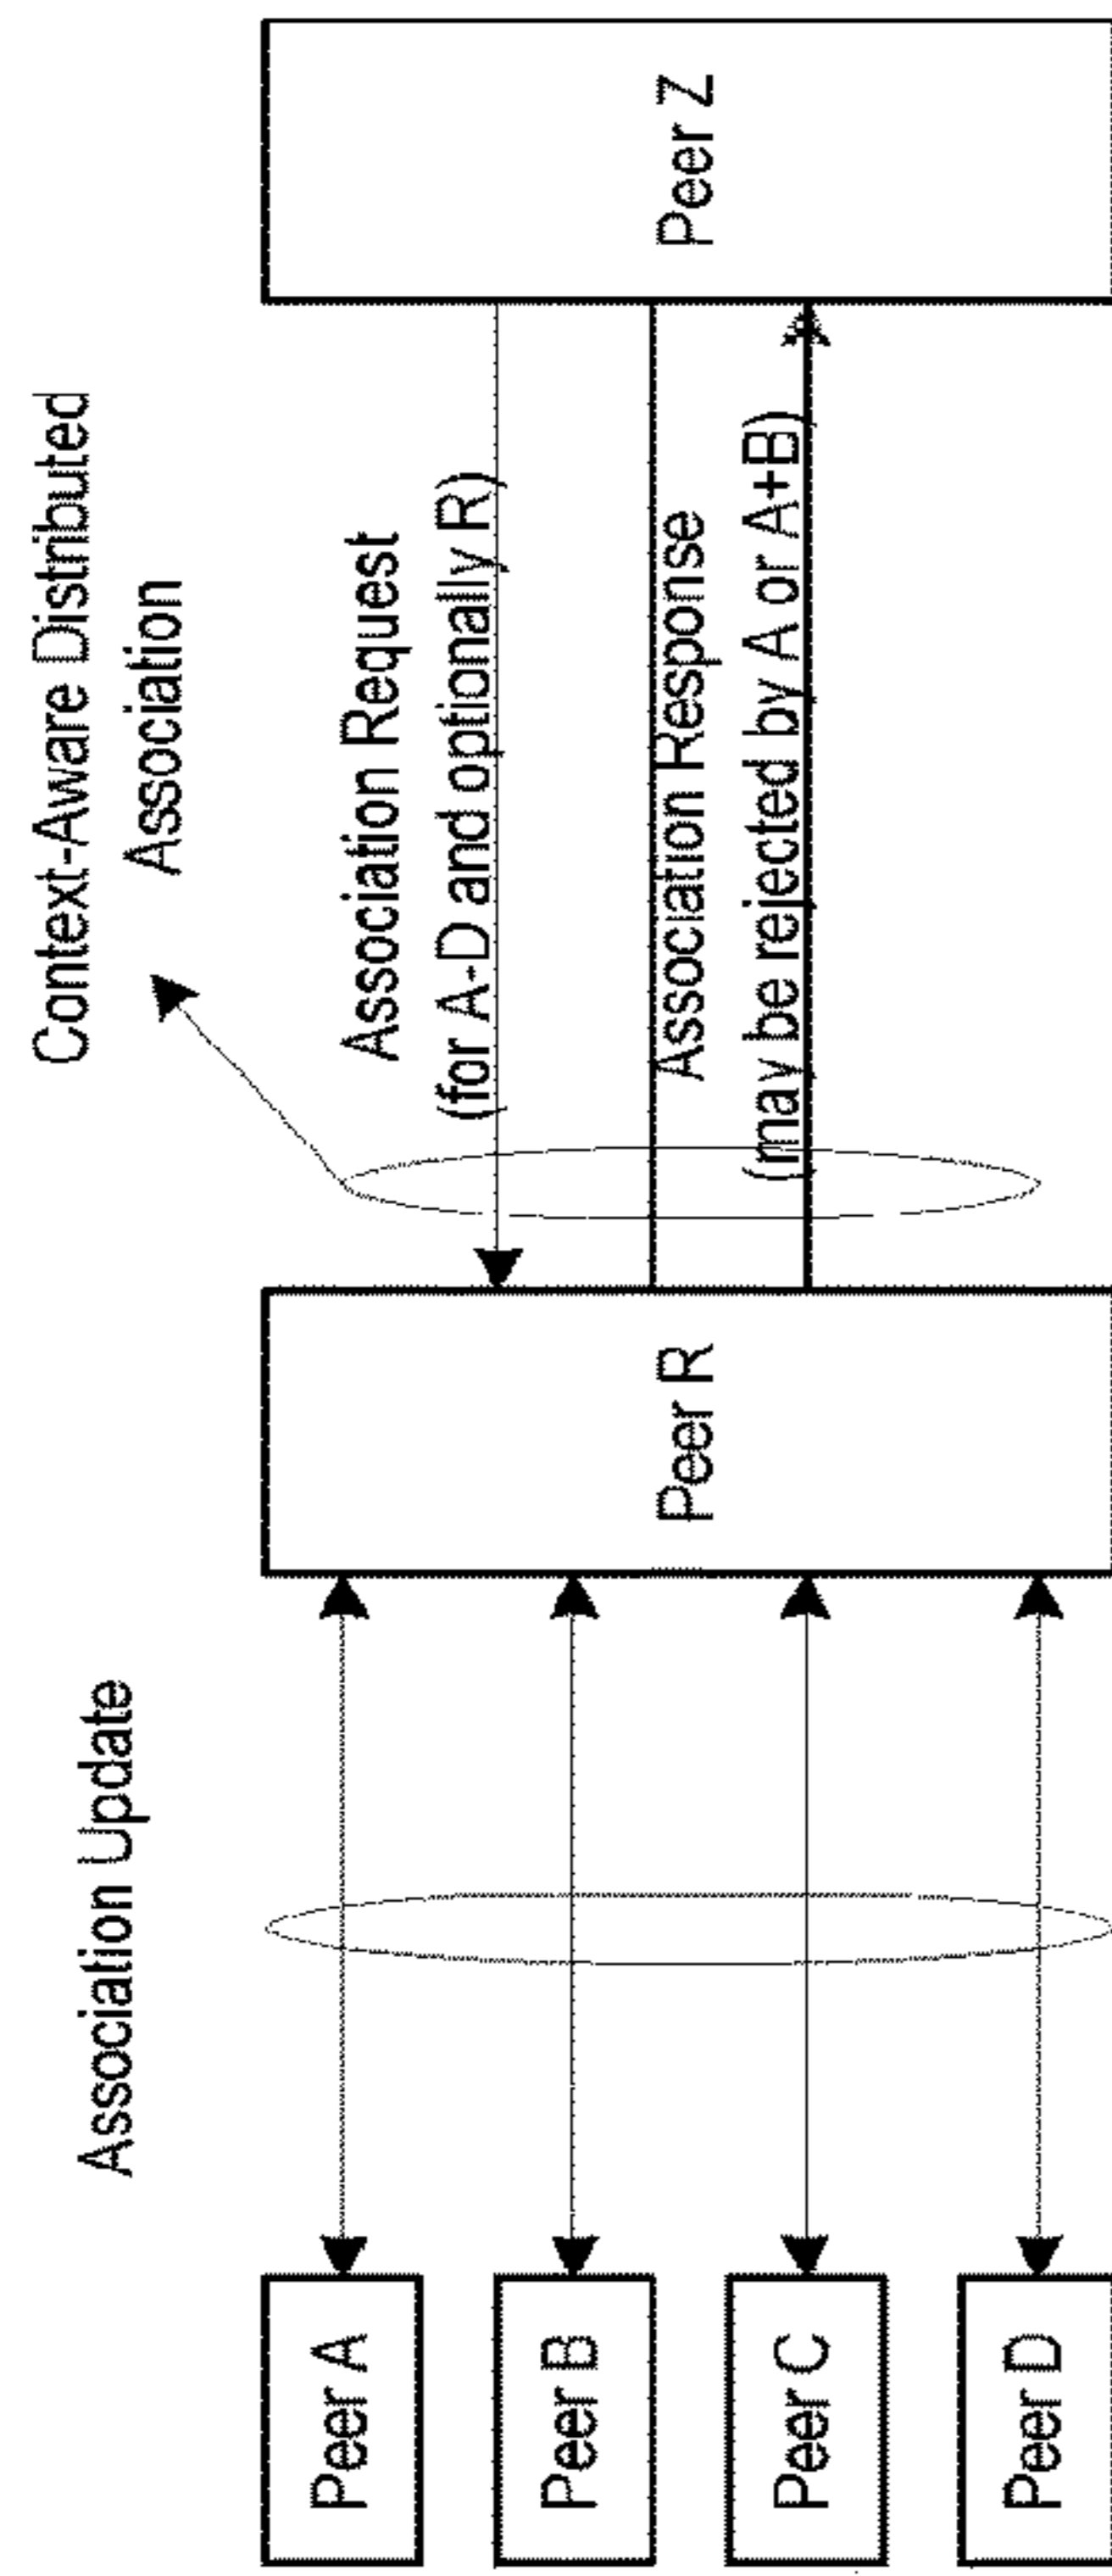 Context-Aware Distributed
Association
Association Update
Association Request
(for A-D and optionally R)
Association Response
(may be rejected by A or A+B)
Peer A
Peer B
Peer C
Peer D
Peer R
Peer Z